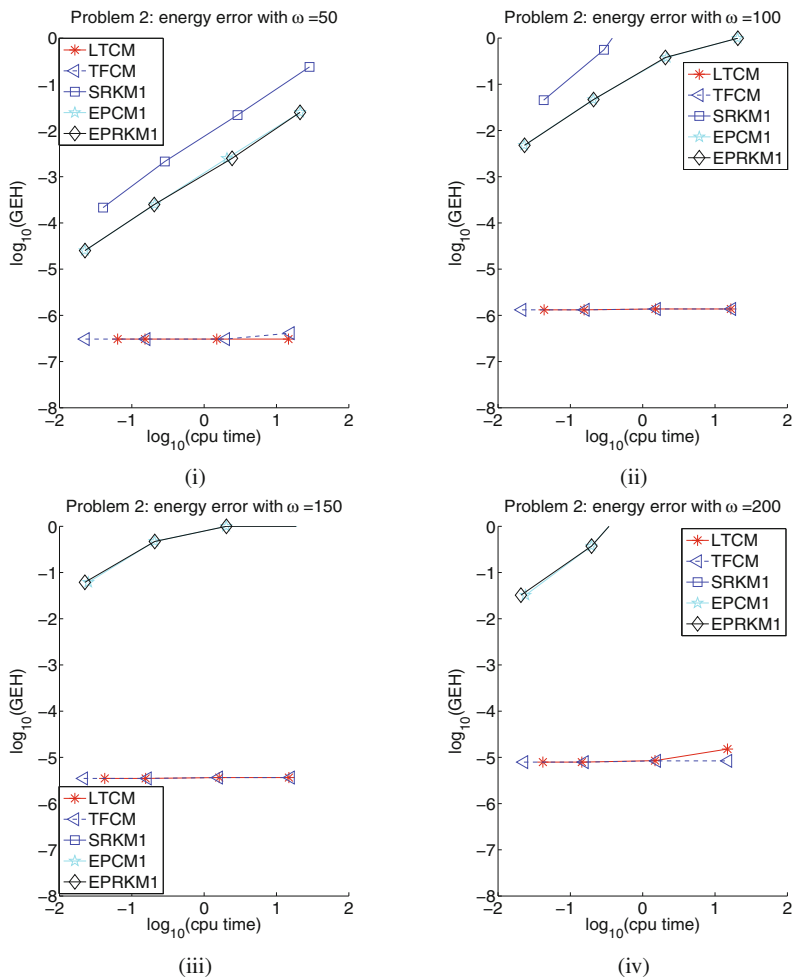 Problem 2: energy error with ω =50
0
-1
-2
-3
-4
-5
-6
-7
-8
log10(GEH)
LTCM
TFCM
SRKM1
EPCM1
EPRKM1
-2
-1
0
1
2
log10(cpu time)
(i)
Problem 2: energy error with ω =100
0
-1
-2
-3
-4
-5
-6
-7
-8
log10(GEH)
LTCM
TFCM
SRKM1
EPCM1
EPRKM1
-2
-1
0
1
2
log10(cpu time)
(ii)
Problem 2: energy error with ω =150
0
-1
-2
-3
-4
-5
-6
-7
-8
log10(GEH)
LTCM
TFCM
SRKM1
EPCM1
EPRKM1
-2
-1
0
1
2
log10(cpu time)
(iii)
Problem 2: energy error with ω =200
0
-1
-2
-3
-4
-5
-6
-7
-8
log10(GEH)
LTCM
TFCM
SRKM1
EPCM1
EPRKM1
-2
-1
0
1
2
log10(cpu time)
(iv)